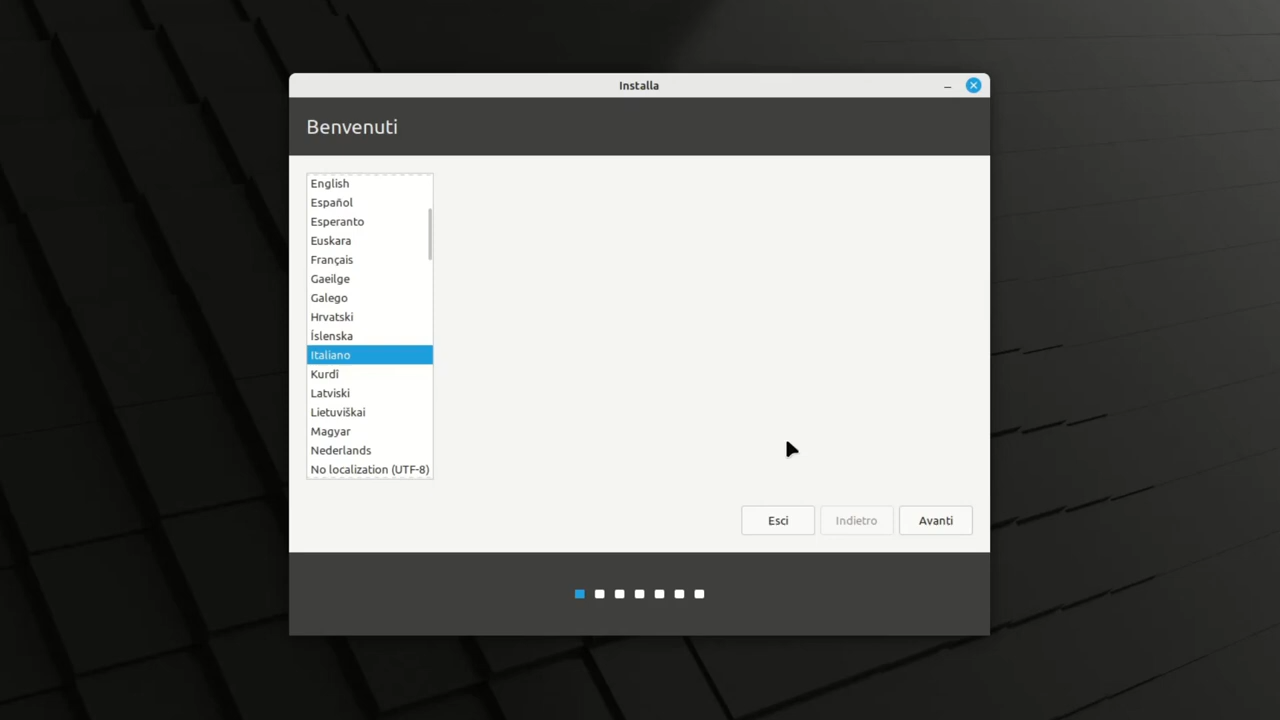 Installa
Benvenuti
English
Español
Esperanto
Euskara
Français
Gaeilge
Galego
Hrvatski
Íslenska
Italiano
Kurdî
Latviski
Lietuviškai
Magyar
Nederlands
No localization (UTF-8)
Esci Indietro Avanti